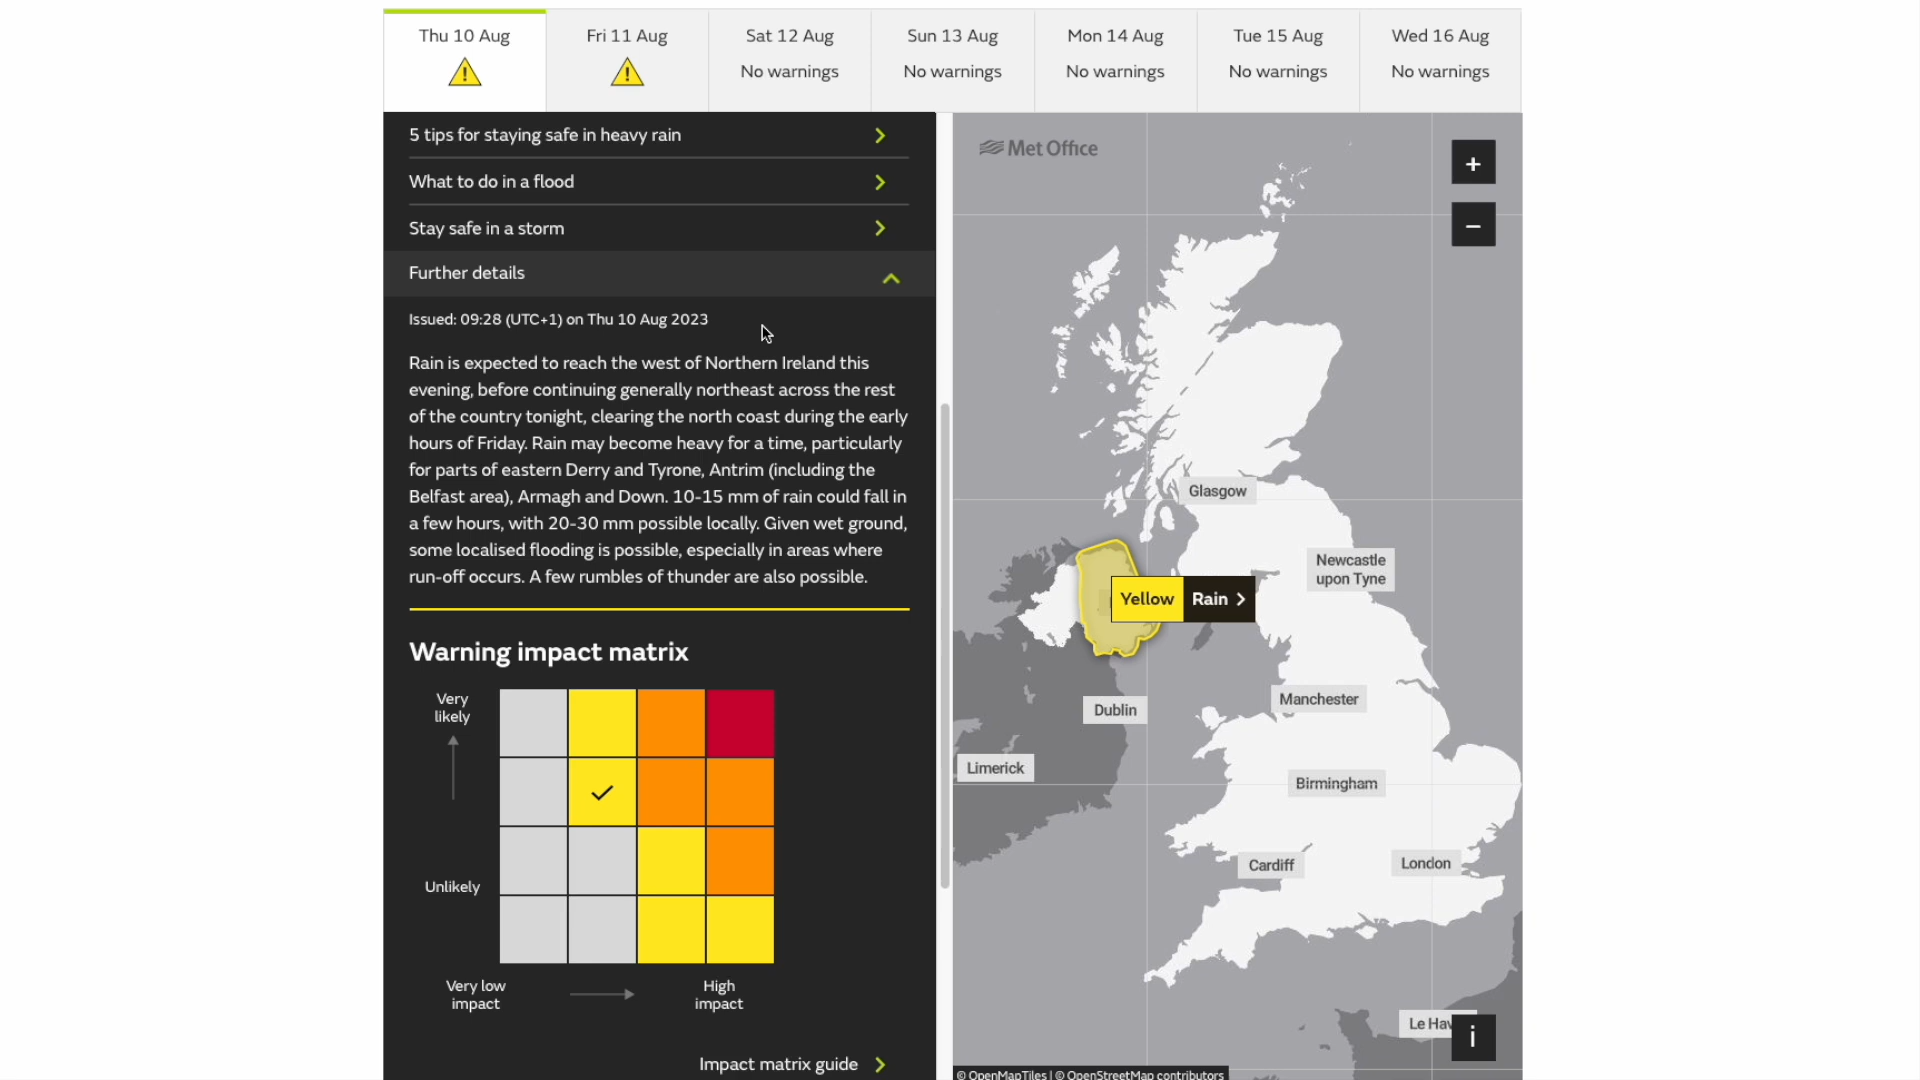 Thu 10 Aug
Fri 11 Aug
Sat 12 Aug
No warnings
Sun 13 Aug
No warnings
Mon 14 Aug
No warnings
Tue 15 Aug
No warnings
Wed 16 Aug
No warnings
5 tips for staying safe in heavy rain
What to do in a flood
Stay safe in a storm
Further details
Issued: 09:28 (UTC+1) on Thu 10 Aug 2023
Rain is expected to reach the west of Northern Ireland this
evening, before continuing generally northeast across the rest
of the country tonight, clearing the north coast during the early
hours of Friday. Rain may become heavy for a time, particularly
for parts of eastern Derry and Tyrone, Antrim (including the
Belfast area), Armagh and Down. 10-15 mm of rain could fall in
a few hours, with 20-30 mm possible locally. Given wet ground,
some localised flooding is possible, especially in areas where
run-off occurs. A few rumbles of thunder are also possible.
Warning impact matrix
Very
likely
Unlikely
Very low
impact
High
impact
Impact matrix guide
Met Office
+
−
Glasgow
Newcastle
upon Tyne
Yellow Rain
Manchester
Dublin
Limerick
Birmingham
Cardiff
London
Le Hav
i
© OpenMapTiles | © OpenStreetMap contributors